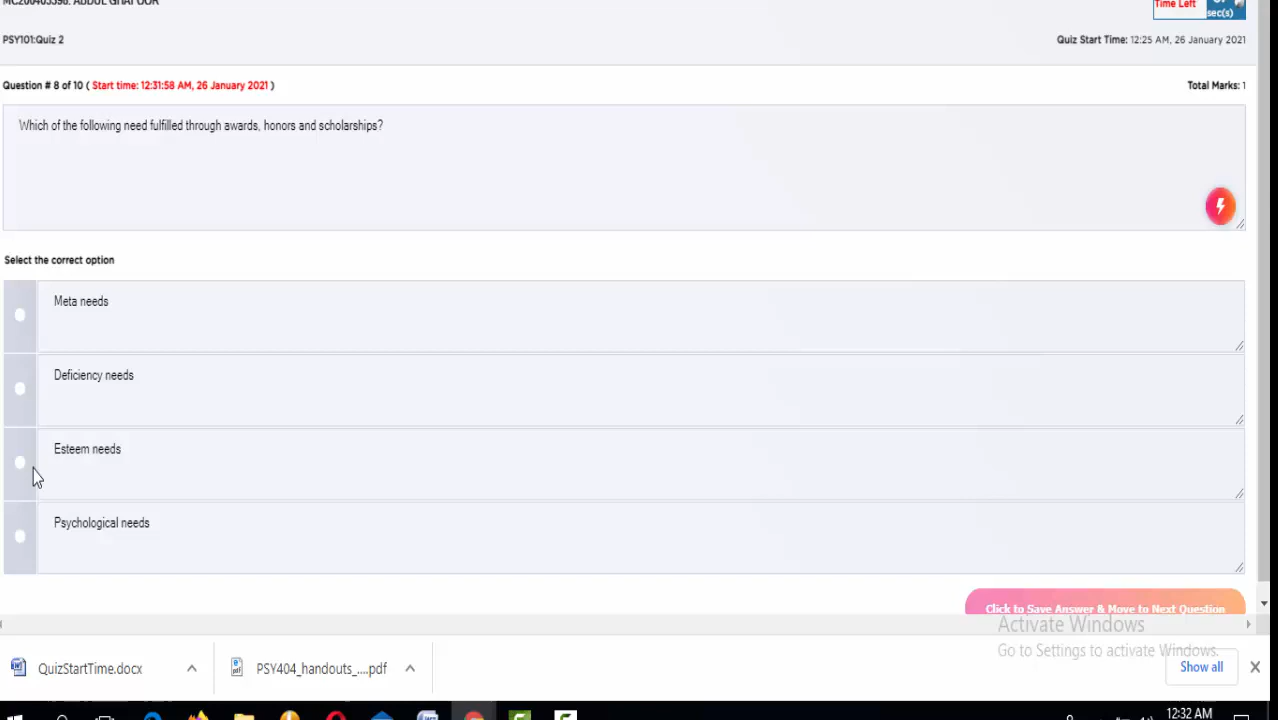 MC200403398: ABDUL GHAFOOR
Time Left
sec(s)
PSY101:Quiz 2
Quiz Start Time: 12:25 AM, 26 January 2021
Question # 8 of 10 ( Start time: 12:31:58 AM, 26 January 2021 )
Total Marks: 1
Which of the following need fulfilled through awards, honors and scholarships?
Select the correct option
Meta needs
Deficiency needs
Esteem needs
Psychological needs
Click to Save Answer & Move to Next Question
Activate Windows
Go to Settings to activate Windows.
QuizStartTime.docx
PSY404_handouts_....pdf
Show all
12:32 AM